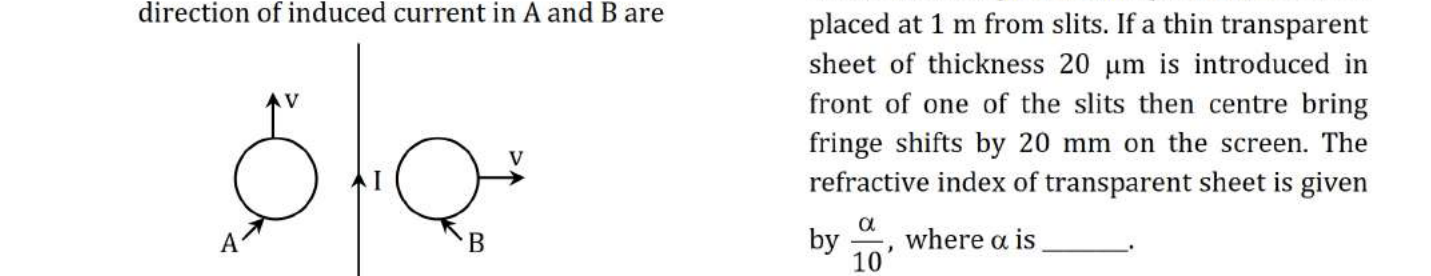 direction of induced current in A and B are
v
I
v
A
B
placed at 1 m from slits. If a thin transparent
sheet of thickness 20 μm is introduced in
front of one of the slits then centre bring
fringe shifts by 20 mm on the screen. The
refractive index of transparent sheet is given
by α/10, where α is ______.